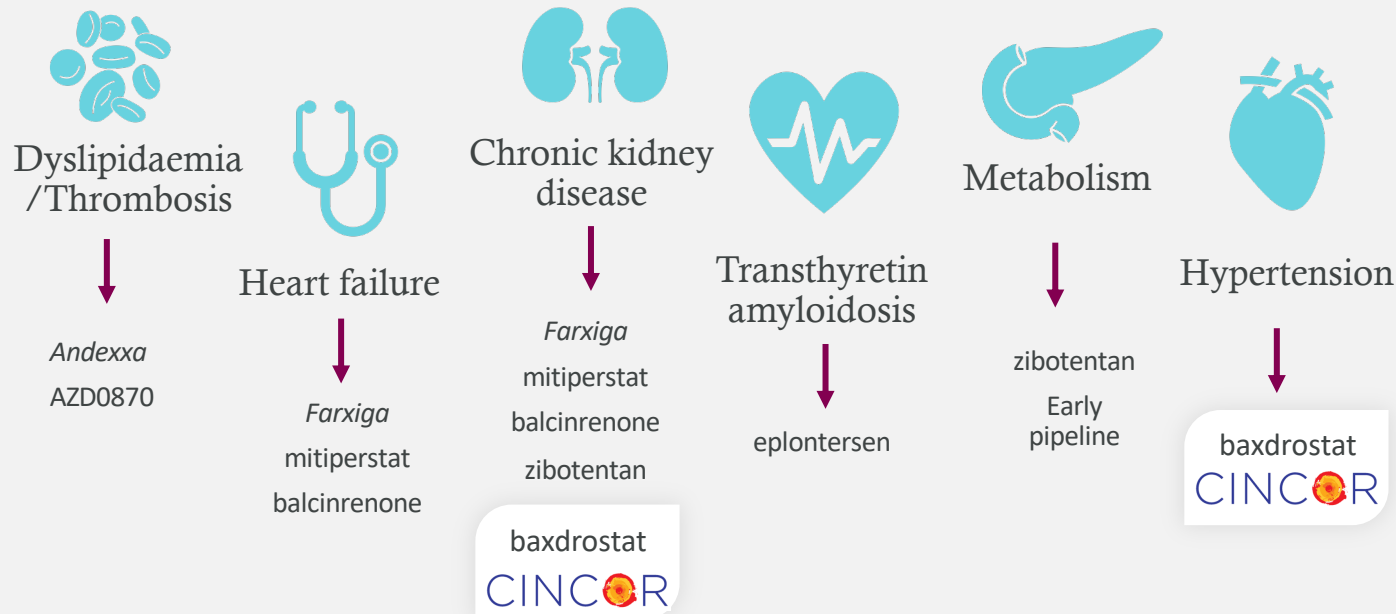 Dyslipidaemia
/Thrombosis
Andexxa
AZD0870
Heart failure
Farxiga
mitiperstat
balcinrenone
Chronic kidney
disease
Farxiga
mitiperstat
balcinrenone
zibotentan
baxdrostat
CINCOR
Transthyretin
amyloidosis
eplontersen
Metabolism
zibotentan
Early
pipeline
Hypertension
baxdrostat
CINCOR